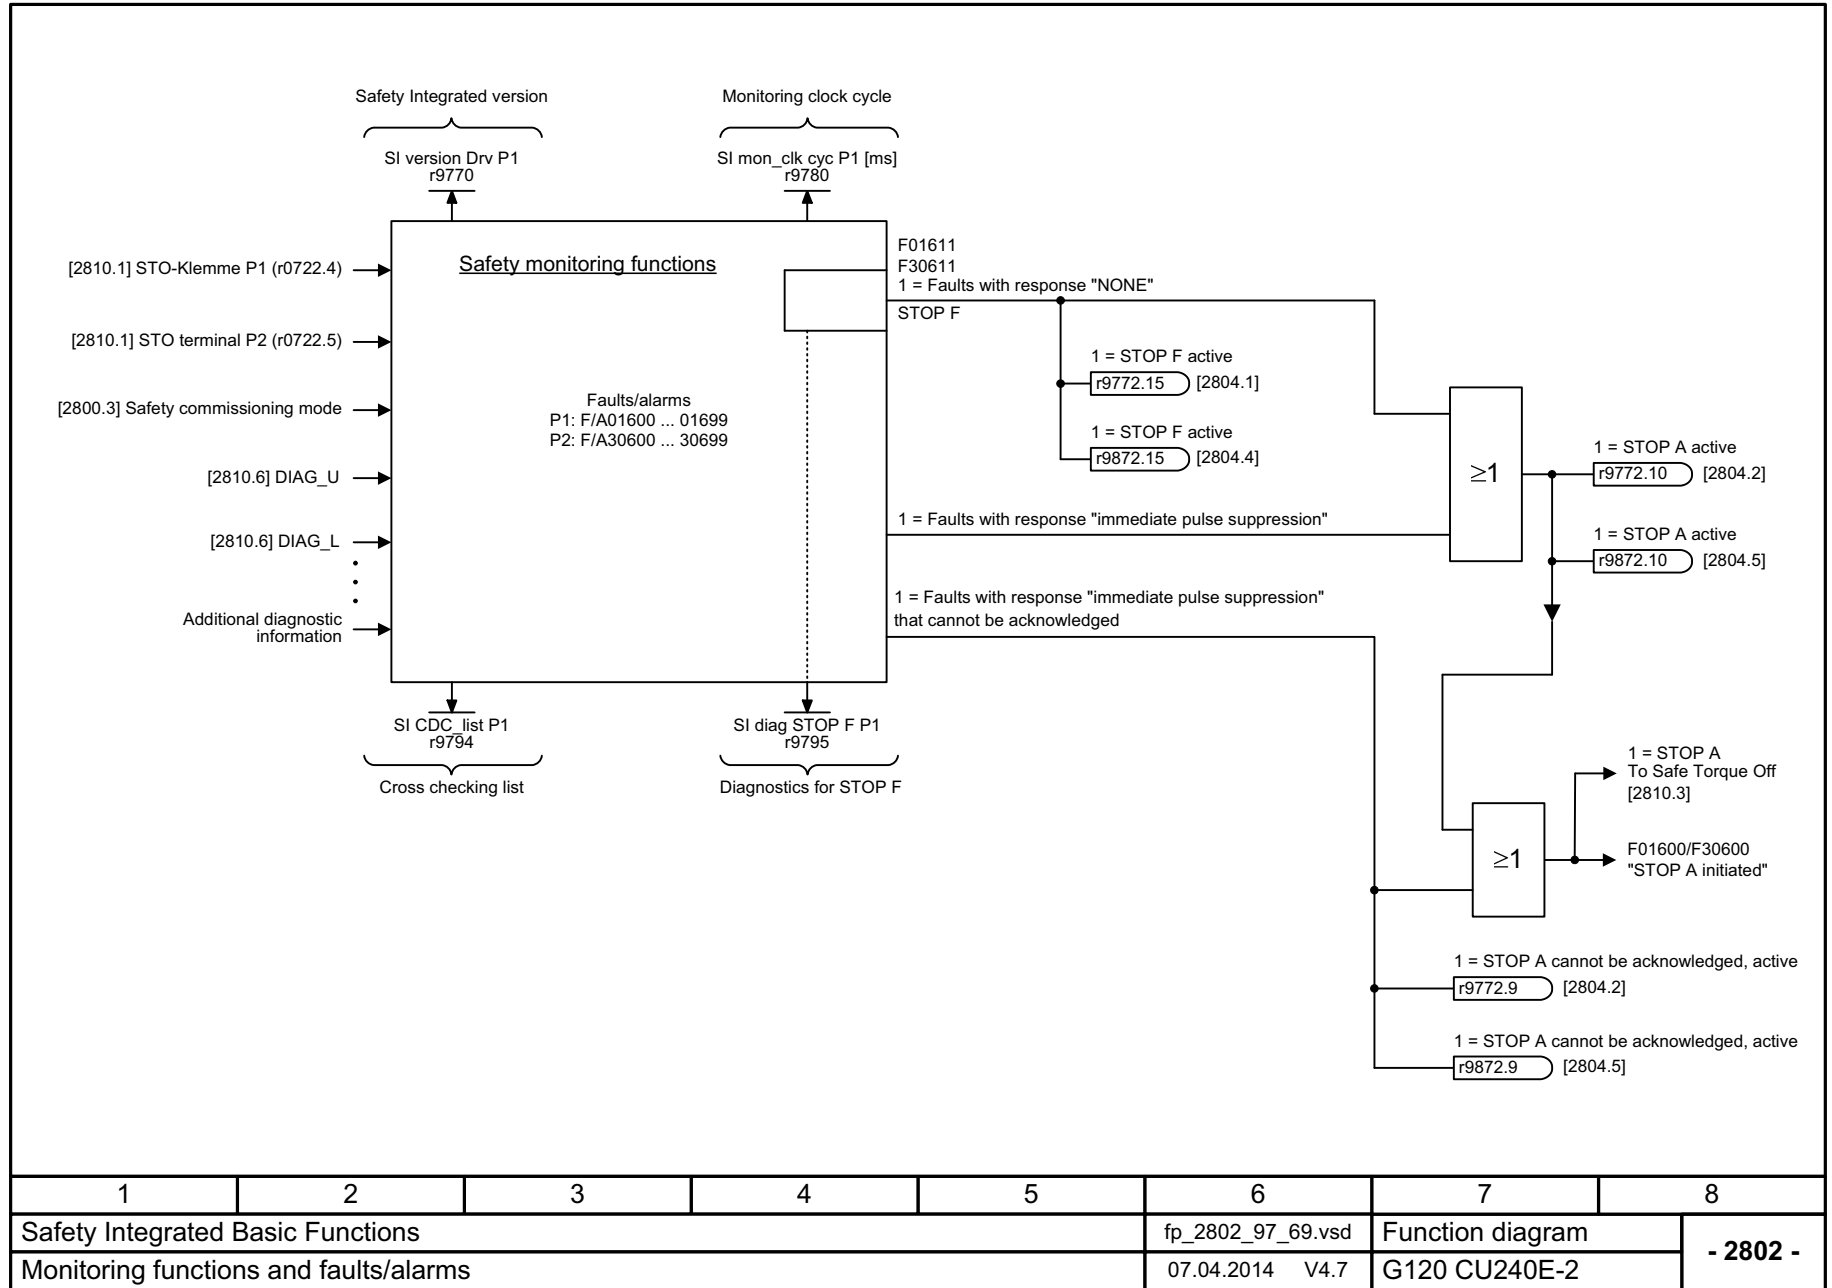 Safety Integrated version
Monitoring clock cycle
SI version Drv P1
r9770
SI mon_clk cyc P1 [ms]
r9780
[2810.1] STO-Klemme P1 (r0722.4)
[2810.1] STO terminal P2 (r0722.5)
[2800.3] Safety commissioning mode
[2810.6] DIAG_U
[2810.6] DIAG_L
Additional diagnostic
information
Safety monitoring functions
Faults/alarms
P1: F/A01600 ... 01699
P2: F/A30600 ... 30699
F01611
F30611
1 = Faults with response "NONE"
STOP F
1 = STOP F active
r9772.15 [2804.1]
1 = STOP F active
r9872.15 [2804.4]
1 = Faults with response "immediate pulse suppression"
≥1
1 = STOP A active
r9772.10 [2804.2]
1 = STOP A active
r9872.10 [2804.5]
1 = Faults with response "immediate pulse suppression"
that cannot be acknowledged
SI CDC_list P1
r9794
Cross checking list
SI diag STOP F P1
r9795
Diagnostics for STOP F
1 = STOP A
To Safe Torque Off
[2810.3]
≥1
F01600/F30600
"STOP A initiated"
1 = STOP A cannot be acknowledged, active
r9772.9 [2804.2]
1 = STOP A cannot be acknowledged, active
r9872.9 [2804.5]
1 2 3 4 5 6 7 8
Safety Integrated Basic Functions fp_2802_97_69.vsd Function diagram
- 2802 -
Monitoring functions and faults/alarms 07.04.2014 V4.7 G120 CU240E-2